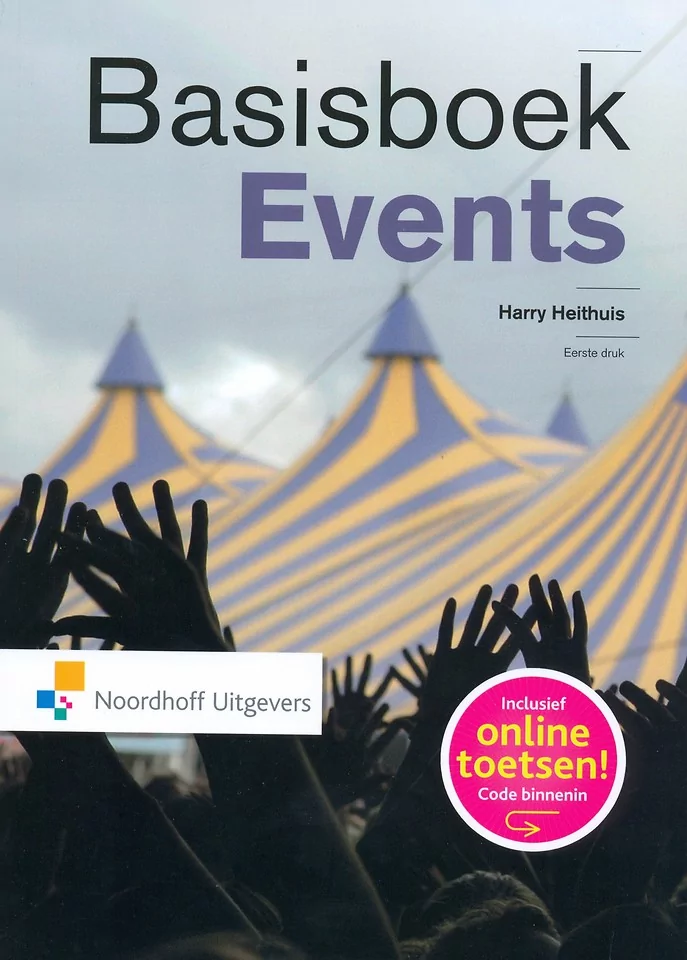 Basisboek
Events
Harry Heithuis
Eerste druk
Noordhoff Uitgevers
Inclusief
online
toetsen!
Code binnenin